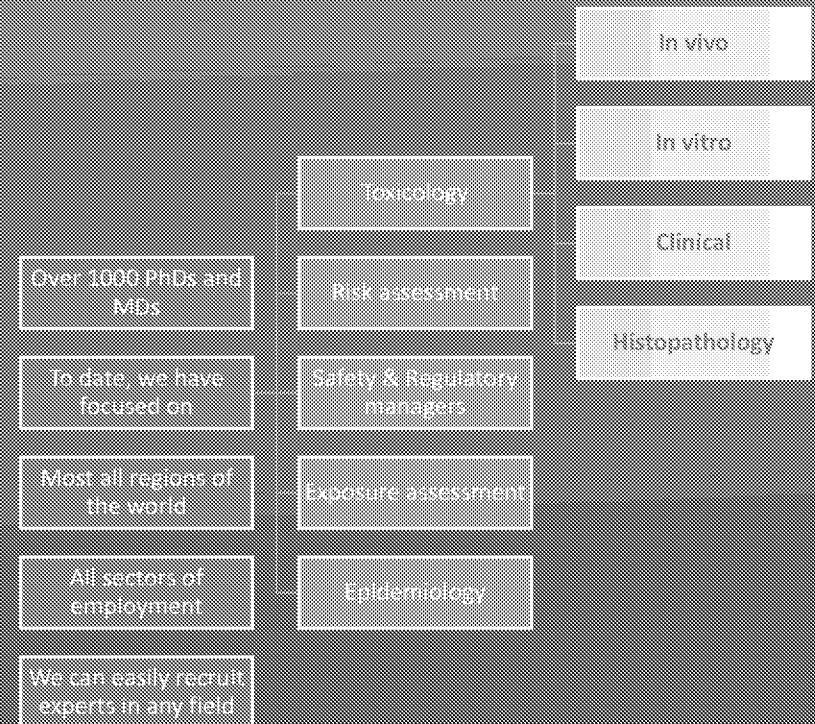 Over 1000 PhDs and
MDs
To date, we have
focused on
Most all regions of
the world
All sectors of
employment
We can easily recruit
experts in any field
Toxicology
Risk assessment
Safety & Regulatory
managers
Exposure assessment
Epidemiology
In vivo
In vitro
Clinical
Histopathology